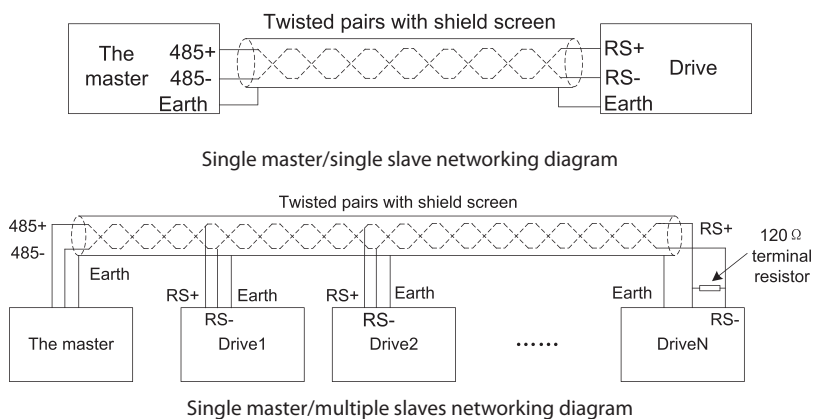 Twisted pairs with shield screen
The
master
485+
485-
Earth
RS+
RS-
Earth
Drive
Single master/single slave networking diagram
Twisted pairs with shield screen
485+
485-
Earth
RS+
Earth
RS+
Earth
Earth
RS+
120 Ω
terminal
resistor
The master
RS-
Drive1
RS-
Drive2
......
DriveN
RS-
Single master/multiple slaves networking diagram